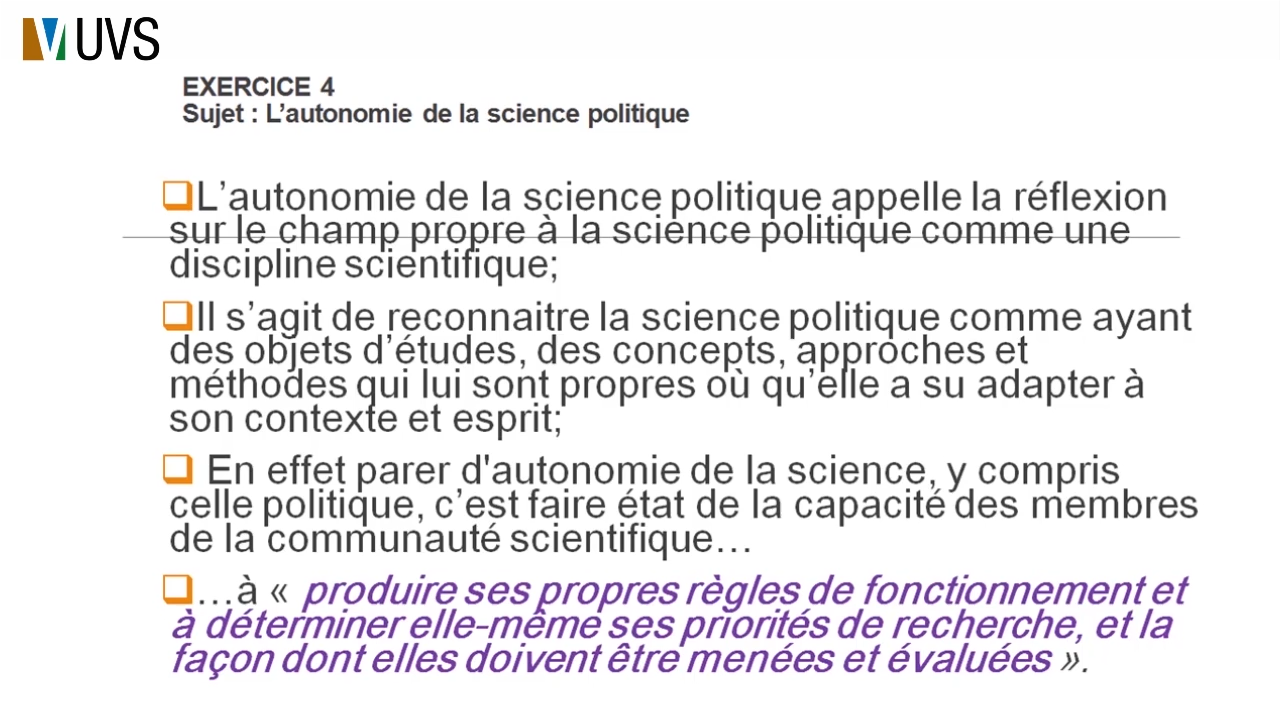 UVS
EXERCICE 4
Sujet : L’autonomie de la science politique
❑L’autonomie de la science politique appelle la réflexion
sur le champ propre à la science politique comme une
discipline scientifique;
❑Il s’agit de reconnaitre la science politique comme ayant
des objets d’études, des concepts, approches et
méthodes qui lui sont propres où qu’elle a su adapter à
son contexte et esprit;
❑ En effet parer d'autonomie de la science, y compris
celle politique, c’est faire état de la capacité des membres
de la communauté scientifique…
❑…à « produire ses propres règles de fonctionnement et
à déterminer elle-même ses priorités de recherche, et la
façon dont elles doivent être menées et évaluées ».